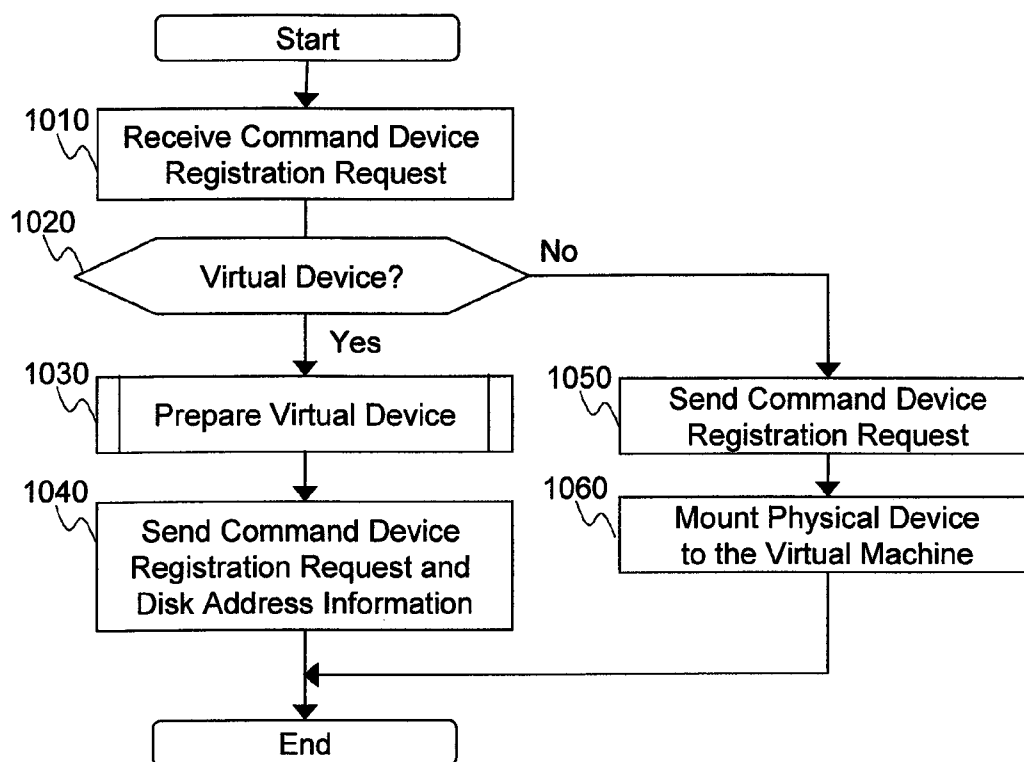 Start
1010
Receive Command Device
Registration Request
1020
Virtual Device?
No
Yes
1030
Prepare Virtual Device
1050
Send Command Device
Registration Request
1040
Send Command Device
Registration Request and
Disk Address Information
1060
Mount Physical Device
to the Virtual Machine
End